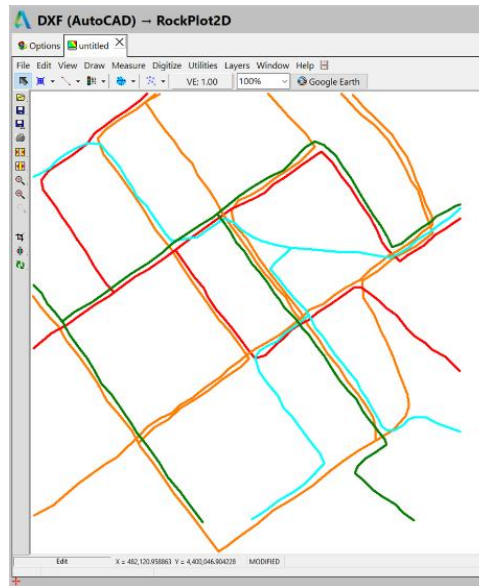 DXF (AutoCAD) → RockPlot2D
Options untitled
File Edit View Draw Measure Digitize Utilities Layers Window Help
VE: 1.00 100% Google Earth
Edit X = 482,120.958863 Y = 4,400,046.904228 MODIFIED